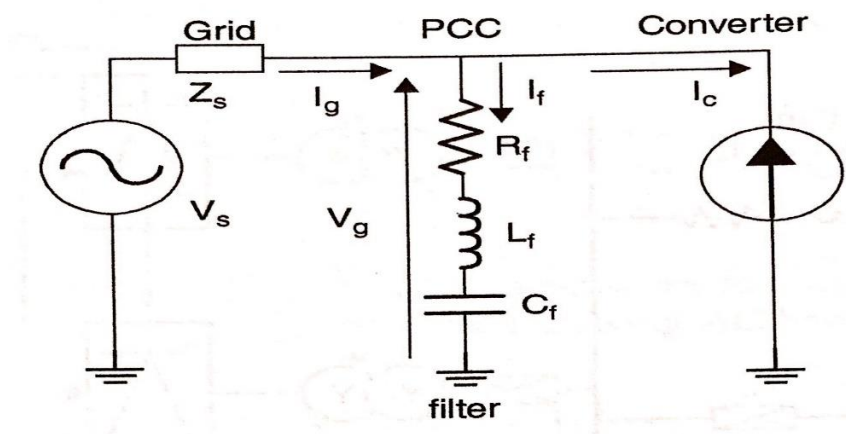 Grid PCC Converter
Zs Ig If Ic
Rf
Vs Vg Lf
Cf
filter